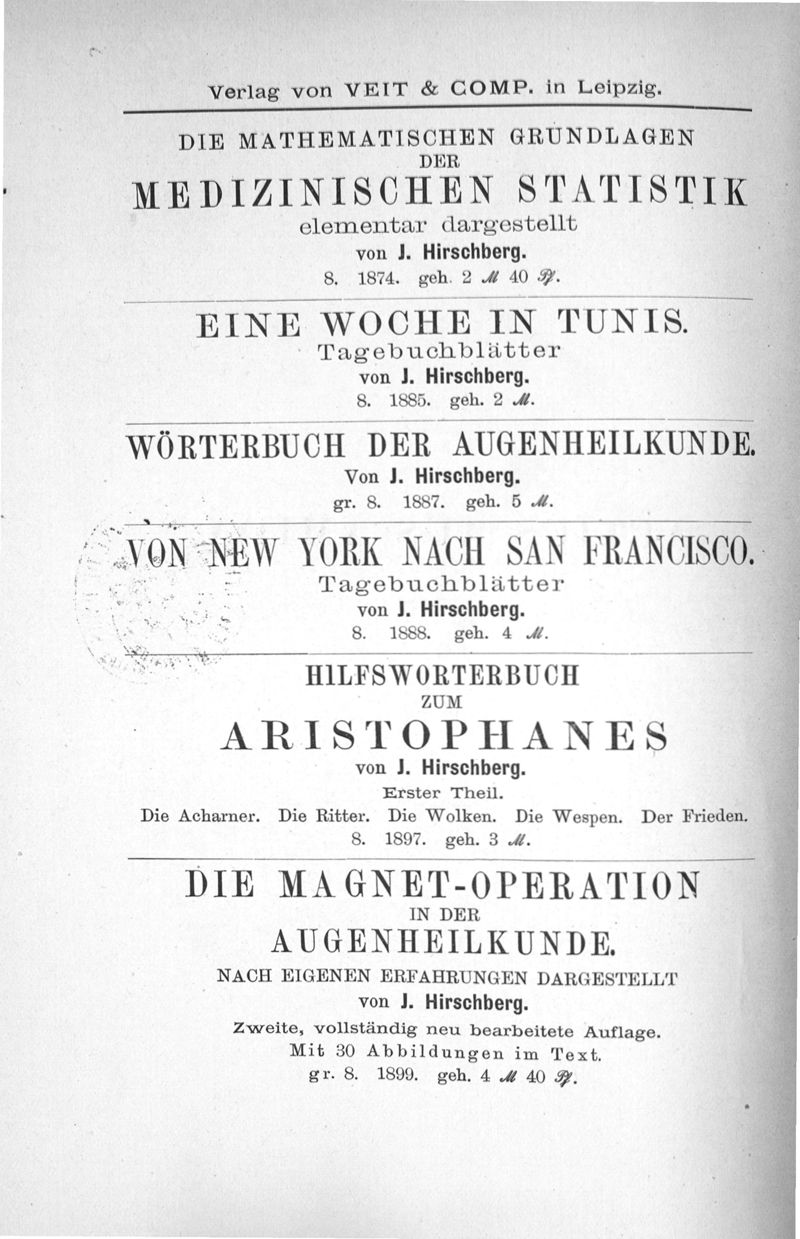 Verlag von VEIT & COMP. in Leipzig.
DIE MATHEMATISCHEN GRUNDLAGEN
DER
MEDIZINISCHEN STATISTIK
elementar dargestellt
von J. Hirschberg.
8. 1874. geh. 2 ℳ 40 ₰.
EINE WOCHE IN TUNIS.
Tagebuchblätter
von J. Hirschberg.
8. 1885. geh. 2 ℳ.
WÖRTERBUCH DER AUGENHEILKUNDE.
Von J. Hirschberg.
gr. 8. 1887. geh. 5 ℳ.
VON NEW YORK NACH SAN FRANCISCO.
Tagebuchblätter
von J. Hirschberg.
8. 1888. geh. 4 ℳ.
HILFSWORTERBUCH
ZUM
ARISTOPHANES
von J. Hirschberg.
Erster Theil.
Die Acharner. Die Ritter. Die Wolken. Die Wespen. Der Frieden.
8. 1897. geh. 3 ℳ.
DIE MAGNET-OPERATION
IN DER
AUGENHEILKUNDE.
NACH EIGENEN ERFAHRUNGEN DARGESTELLT
von J. Hirschberg.
Zweite, vollständig neu bearbeitete Auflage.
Mit 30 Abbildungen im Text.
gr. 8. 1899. geh. 4 ℳ 40 ₰.